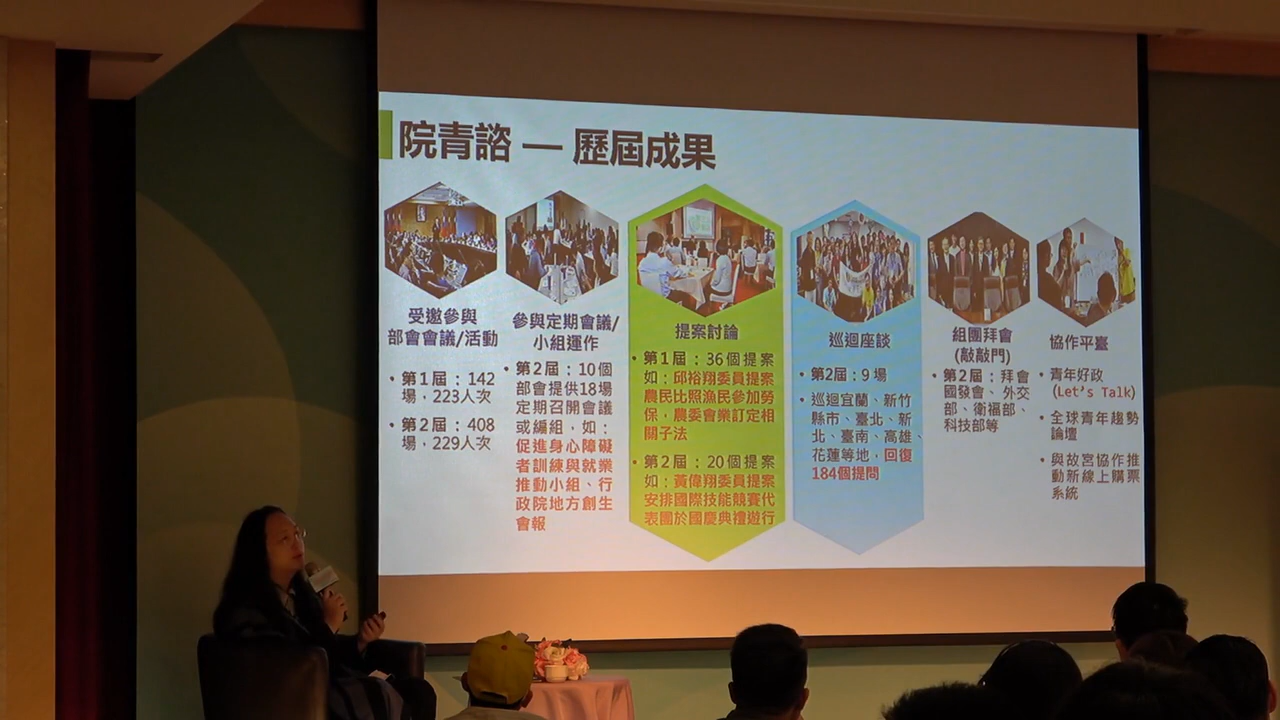 院青諮 — 歷屆成果
受邀參與
部會會議/活動
• 第1屆：142
場，223人次
• 第2屆：408
場，229人次
參與定期會議/
小組運作
• 第2屆：10個
部會提供18場
定期召開會議
或編組，如：
促進身心障礙
者訓練與就業
推動小組、行
政院地方創生
會報
提案討論
• 第1屆：36個提案
如：邱裕翔委員提案
農民比照漁民參加勞
保，農委會業訂定相
關子法
• 第2屆：20個提案
如：黃偉翔委員提案
安排國際技能競賽代
表團於國慶典禮遊行
巡迴座談
• 第2屆：9場
• 巡迴宜蘭、新竹
縣市、臺北、新
北、臺南、高雄、
花蓮等地，回復
184個提問
組團拜會
(敲敲門)
• 第2屆：拜會
國發會、外交
部、衛福部、
科技部等
協作平臺
• 青年好政
(Let's Talk)
• 全球青年趨勢
論壇
• 與故宮協作推
動新線上購票
系統